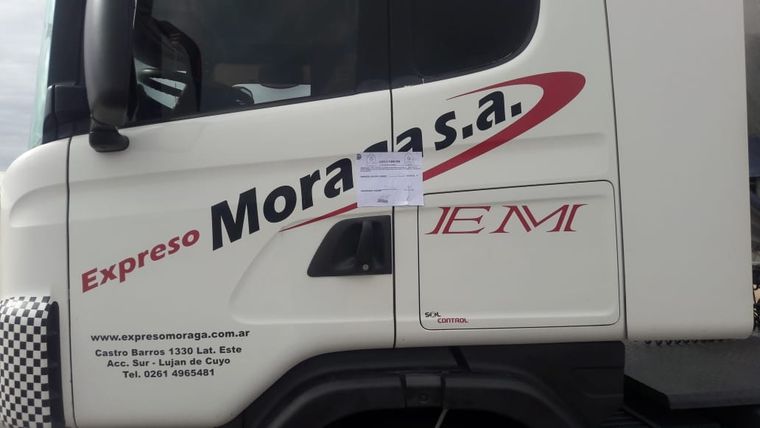 Expreso Moraga s.a.
EM
SOL
CONTROL
www.expresomoraga.com.ar
Castro Barros 1330 Lat. Este
Acc. Sur - Lujan de Cuyo
Tel. 0261 4965481